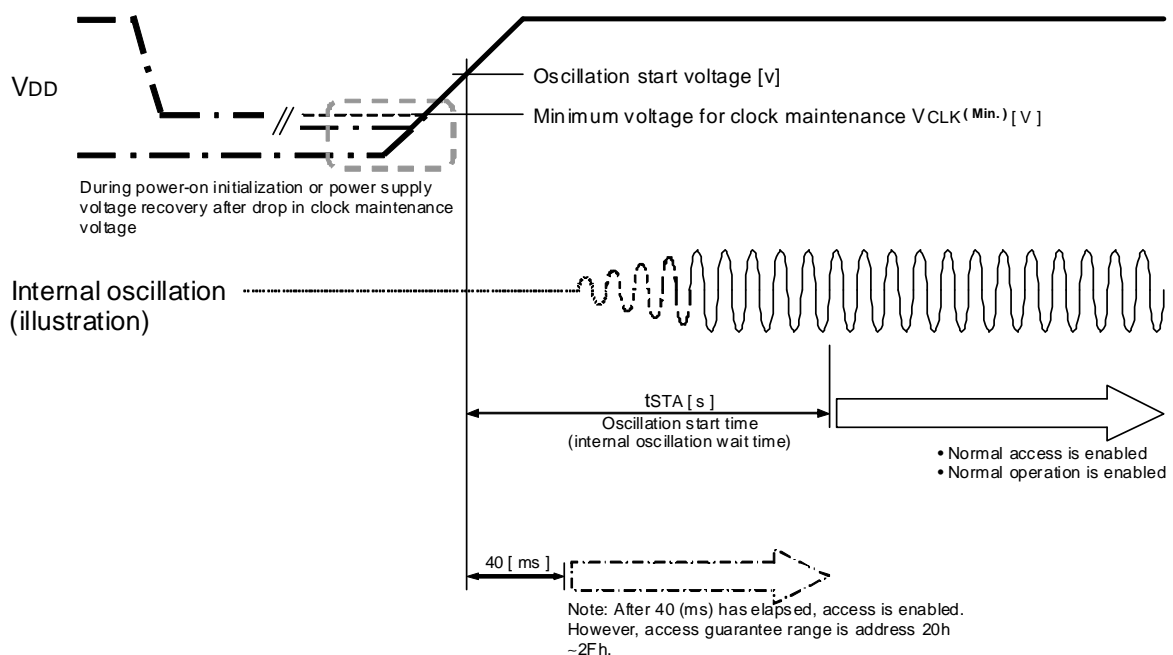 VDD
Oscillation start voltage [v]
Minimum voltage for clock maintenance VCLK(Min.) [V]
During power-on initialization or power supply
voltage recovery after drop in clock maintenance
voltage
Internal oscillation
(illustration)
tSTA [ s ]
Oscillation start time
(internal oscillation wait time)
• Normal access is enabled
• Normal operation is enabled
40 [ ms ]
Note: After 40 (ms) has elapsed, access is enabled.
However, access guarantee range is address 20h
~2Fh.